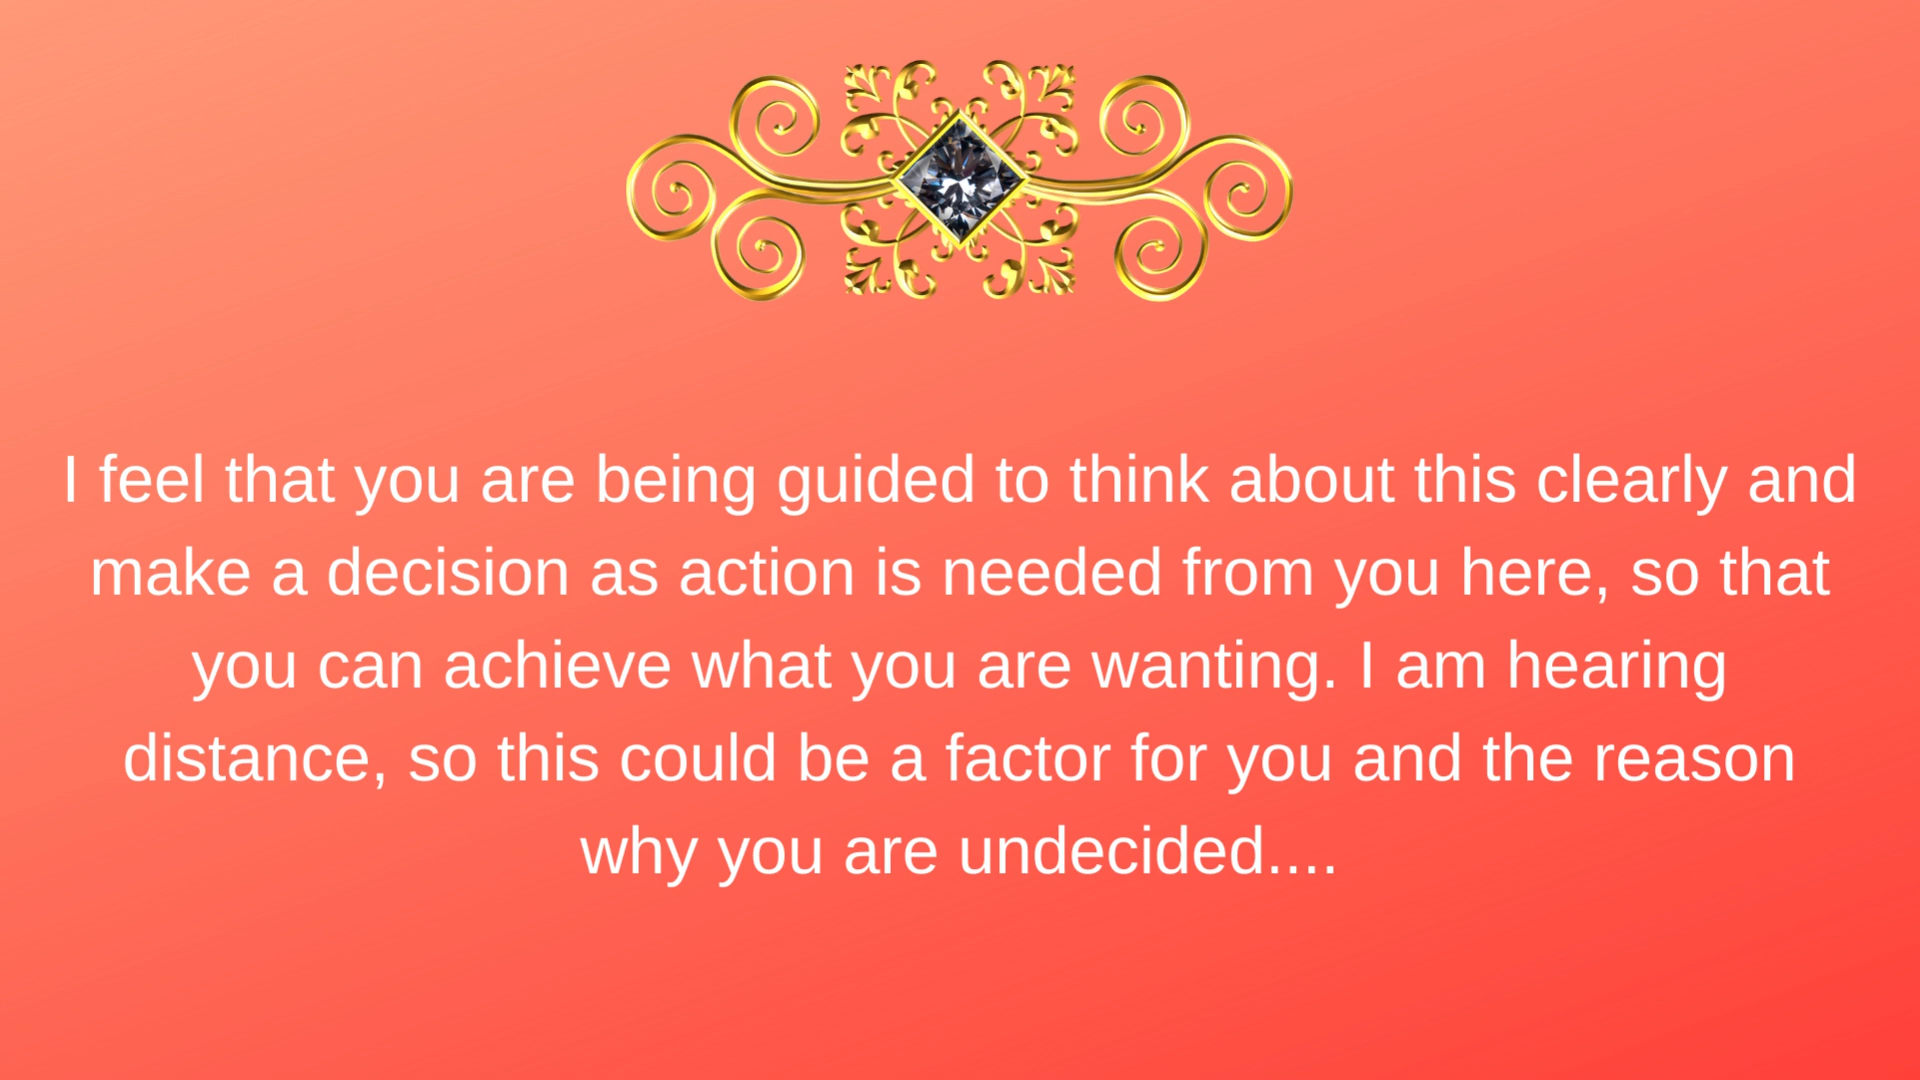 I feel that you are being guided to think about this clearly and
make a decision as action is needed from you here, so that
you can achieve what you are wanting. I am hearing
distance, so this could be a factor for you and the reason
why you are undecided....